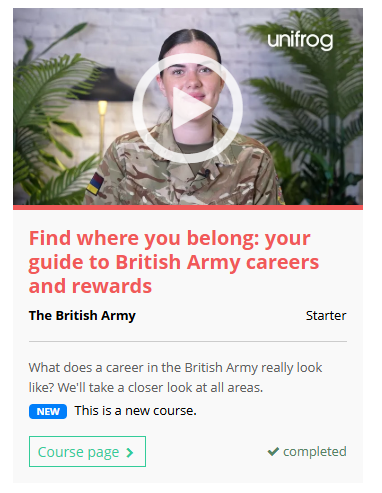 unifrog
Find where you belong: your
guide to British Army careers
and rewards
The British Army
Starter
What does a career in the British Army really look
like? We'll take a closer look at all areas.
NEW This is a new course.
Course page
completed